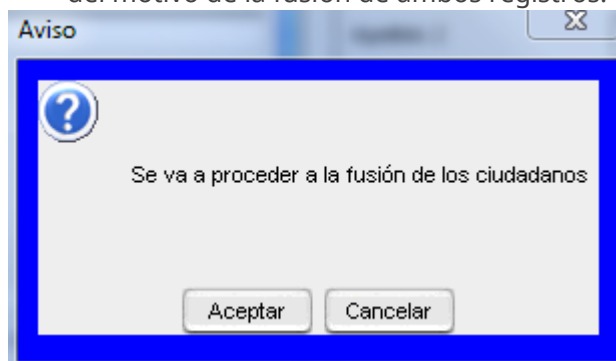 del motivo de la fusión de ambos registros.
Aviso
Se va a proceder a la fusión de los ciudadanos
Aceptar Cancelar